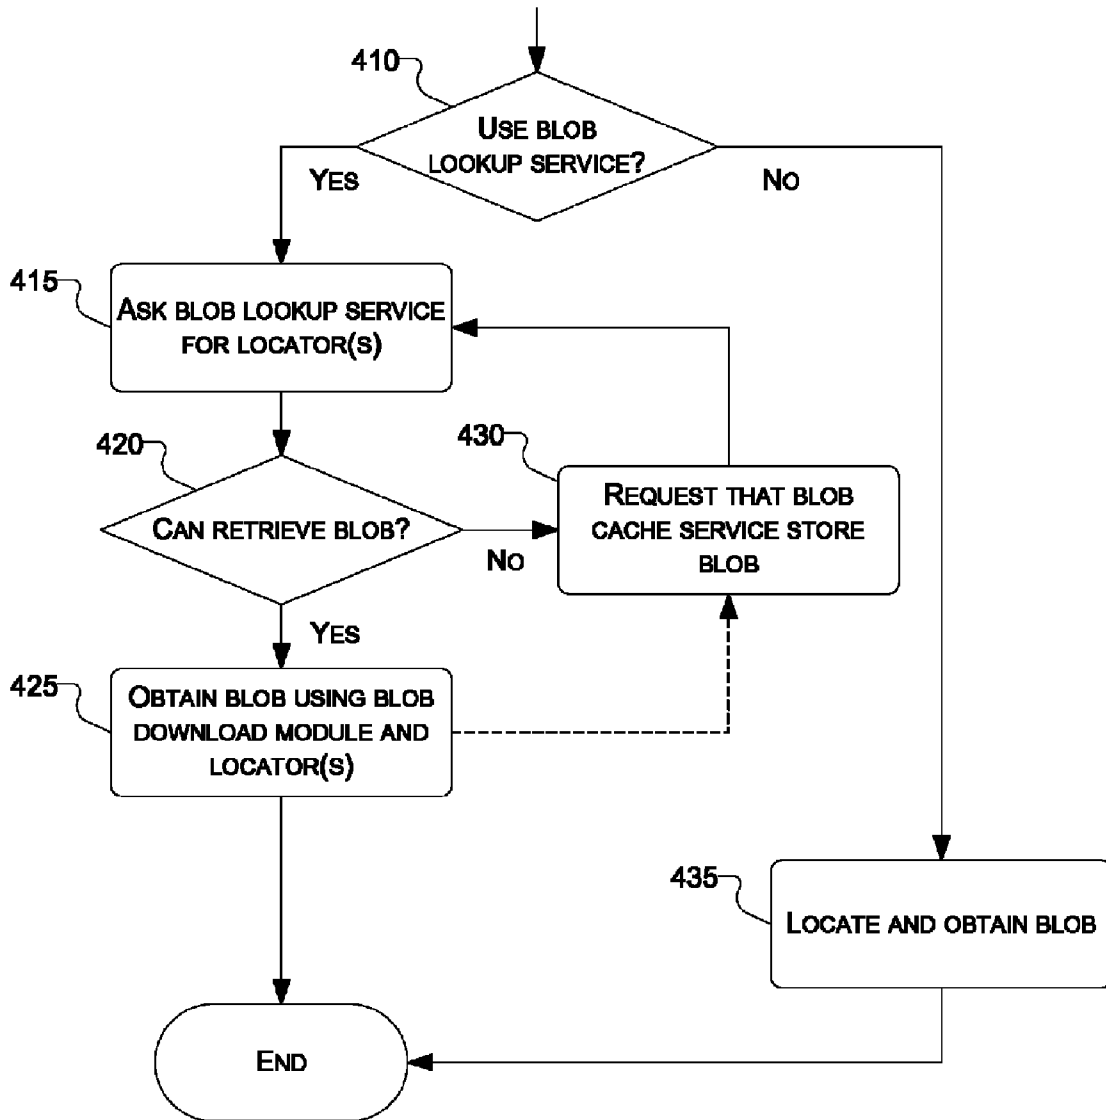 410
USE BLOB
LOOKUP SERVICE?
YES
NO
415
ASK BLOB LOOKUP SERVICE
FOR LOCATOR(S)
420
CAN RETRIEVE BLOB?
NO
YES
430
REQUEST THAT BLOB
CACHE SERVICE STORE
BLOB
425
OBTAIN BLOB USING BLOB
DOWNLOAD MODULE AND
LOCATOR(S)
435
LOCATE AND OBTAIN BLOB
END